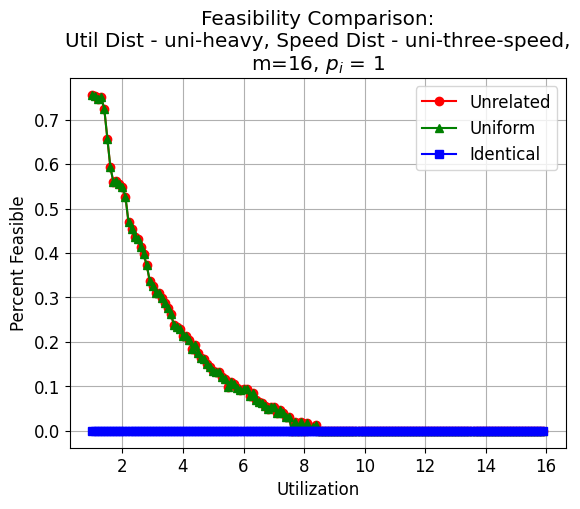 Feasibility Comparison:
Util Dist - uni-heavy, Speed Dist - uni-three-speed,
m=16, pᵢ = 1
Unrelated
Uniform
Identical
Percent Feasible
0.7
0.6
0.5
0.4
0.3
0.2
0.1
0.0
2 4 6 8 10 12 14 16
Utilization